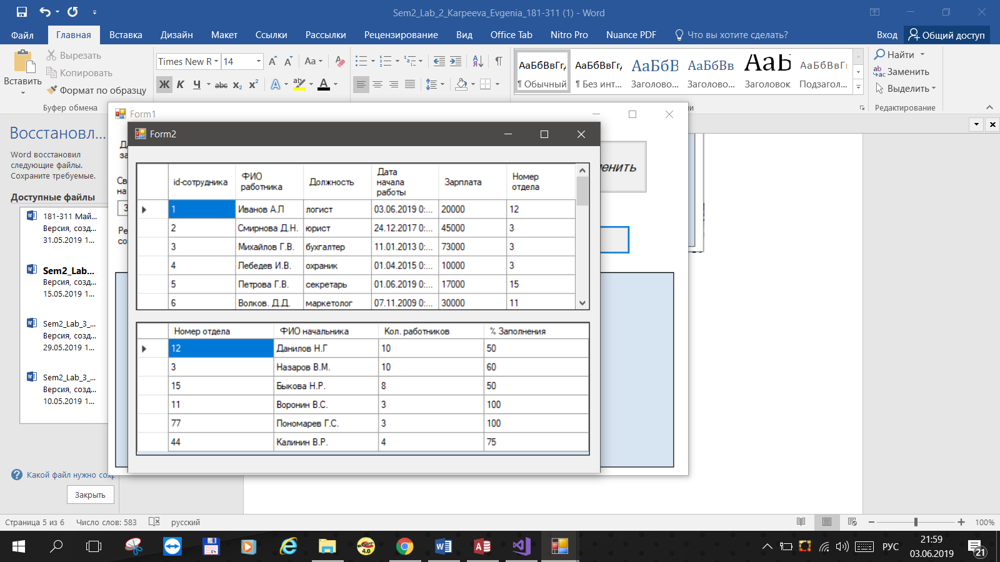 Sem2_Lab_2_Karpeeva_Evgenia_181-311 (1) - Word
Файл Главная Вставка Дизайн Макет Ссылки Рассылки Рецензирование Вид Office Tab Nitro Pro Nuance PDF Что вы хотите сделать? Вход Общий доступ
Вставить
Вырезать
Копировать
Формат по образцу
Буфер обмена
Times New R 14
Ж К Ч abc x₂ x²
АаБбВвГг, АаБбВвГг, АаБбВ АаБбВв АаБ АаБбВвГ
¶ Обычный ¶ Без инт... Заголово... Заголово... Заголовок Подзагол...
Найти
Заменить
Выделить
Редактирование
Восстановл...
Word восстановил
следующие файлы.
Сохраните требуемые.
Доступные файлы
181-311 Май...
Версия, созд...
31.05.2019 1...
Sem2_Lab...
Версия, созд...
15.05.2019 1...
Sem2_Lab_3_...
Версия, созд...
29.05.2019 1...
Sem2_Lab_3_...
Версия, созд...
10.05.2019 1...
Какой файл нужно сох
Закрыть
Form1
Form2
id-сотрудника ФИО работника Должность Дата начала работы Зарплата Номер отдела
1 Иванов А.П логист 03.06.2019 0:... 20000 12
2 Смирнова Д.Н. юрист 24.12.2017 0:... 45000 3
3 Михайлов Г.В. бухгалтер 11.01.2013 0:... 73000 3
4 Лебедев И.В. охраник 01.04.2015 0:... 10000 3
5 Петрова Г.В. секретарь 01.06.2019 0:... 17000 15
6 Волков. Д.Д. маркетолог 07.11.2009 0:... 30000 11
Номер отдела ФИО начальника Кол. работников % Заполнения
12 Данилов Н.Г 10 50
3 Назаров В.М. 10 60
15 Быкова Н.Р. 8 50
11 Воронин В.С. 3 100
77 Пономарев Г.С. 3 100
44 Калинин В.Р. 4 75
Страница 5 из 6 Число слов: 583 русский 100%
РУС
21:59
03.06.2019
21